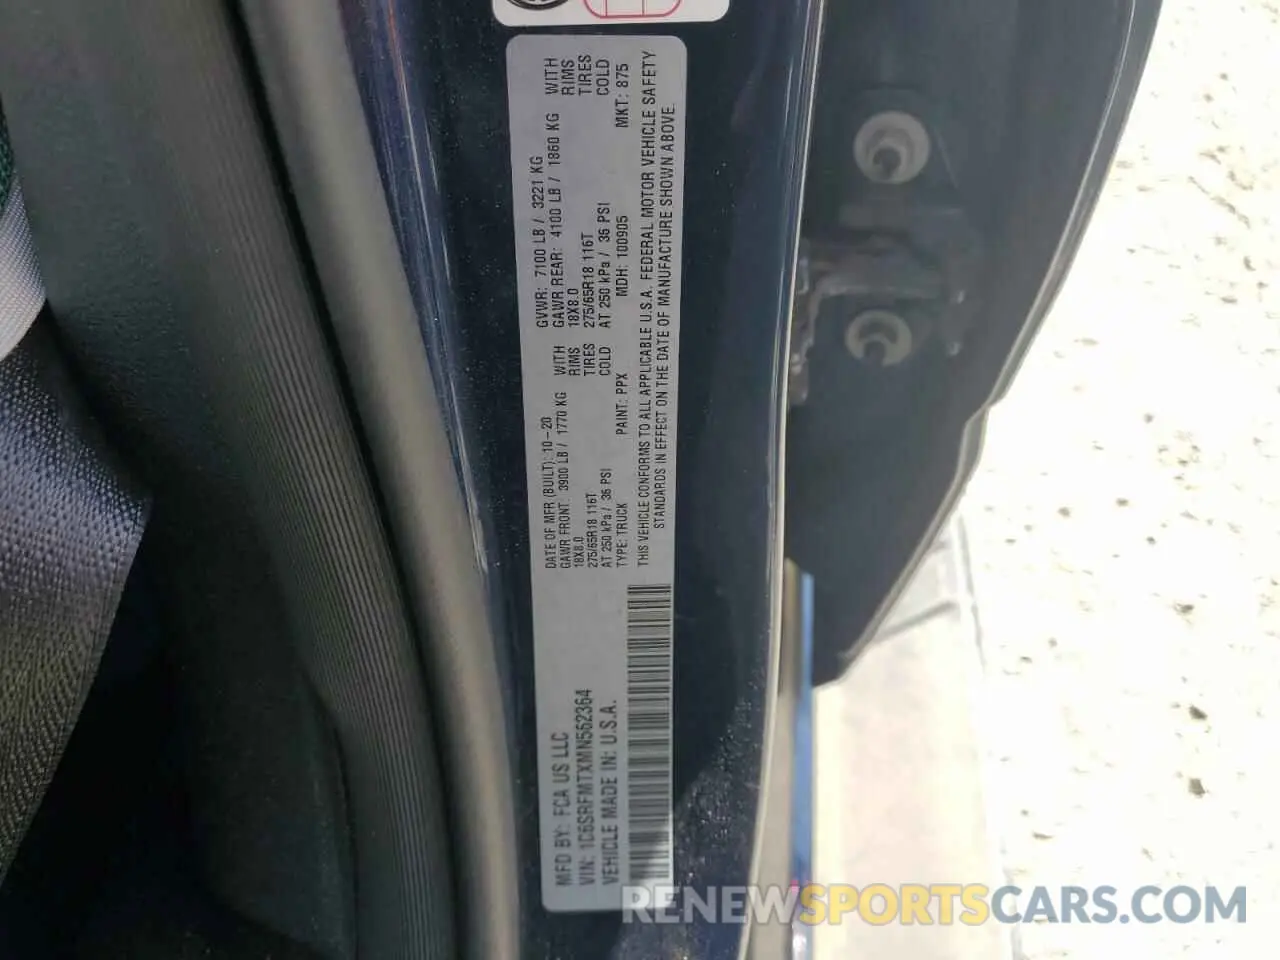 MFD BY: FCA US LLC
VIN: 1C6SRFMTXMN562364
VEHICLE MADE IN: U.S.A.
DATE OF MFR (BUILT): 10-20
GVWR: 7100 LB / 3221 KG
GAWR FRONT: 3900 LB / 1770 KG WITH
18X8.0 RIMS
275/65R18 116T TIRES
AT 250 kPa / 36 PSI COLD
GAWR REAR: 4100 LB / 1860 KG WITH
18X8.0 RIMS
275/65R18 116T TIRES
AT 250 kPa / 36 PSI COLD
TYPE: TRUCK PAINT: PPX MDH: 100905 MKT: 875
THIS VEHICLE CONFORMS TO ALL APPLICABLE U.S.A. FEDERAL MOTOR VEHICLE SAFETY
STANDARDS IN EFFECT ON THE DATE OF MANUFACTURE SHOWN ABOVE.
RENEWSPORTSCARS.COM